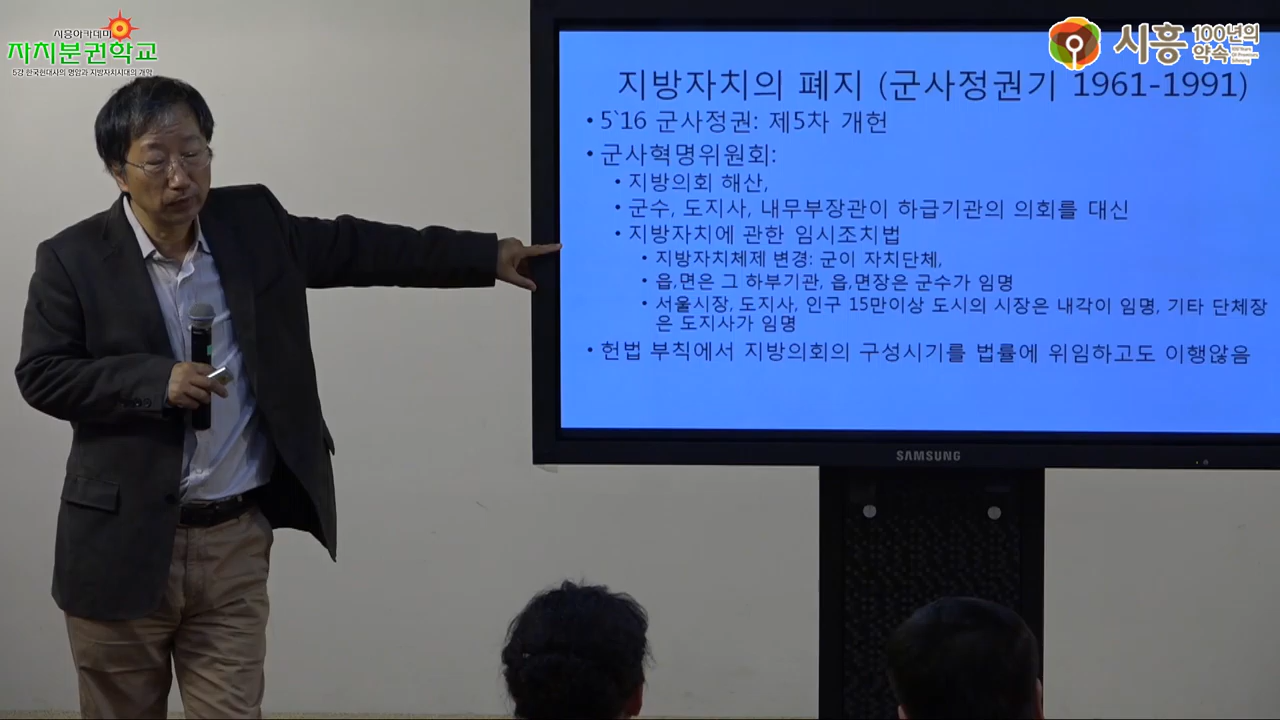 시흥아카데미
자치분권학교
5강 한국현대사의 명암과 지방자치시대의 개막
시흥 100년의 약속
지방자치의 폐지 (군사정권기 1961-1991)
• 5`16 군사정권: 제5차 개헌
• 군사혁명위원회:
• 지방의회 해산,
• 군수, 도지사, 내무부장관이 하급기관의 의회를 대신
• 지방자치에 관한 임시조치법
• 지방자치체제 변경: 군이 자치단체,
• 읍,면은 그 하부기관, 읍,면장은 군수가 임명
• 서울시장, 도지사, 인구 15만이상 도시의 시장은 내각이 임명, 기타 단체장
은 도지사가 임명
• 헌법 부칙에서 지방의회의 구성시기를 법률에 위임하고도 이행않음
SAMSUNG